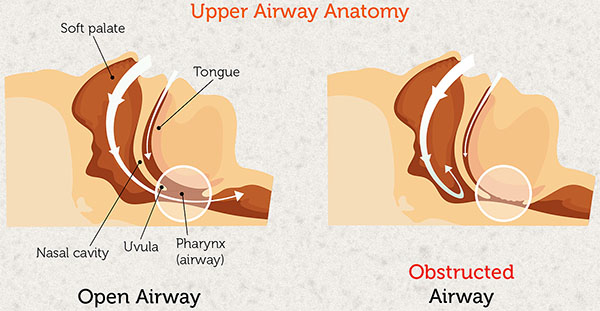 Upper Airway Anatomy
Soft palate
Tongue
Nasal cavity
Uvula
Pharynx
(airway)
Open Airway
Obstructed
Airway